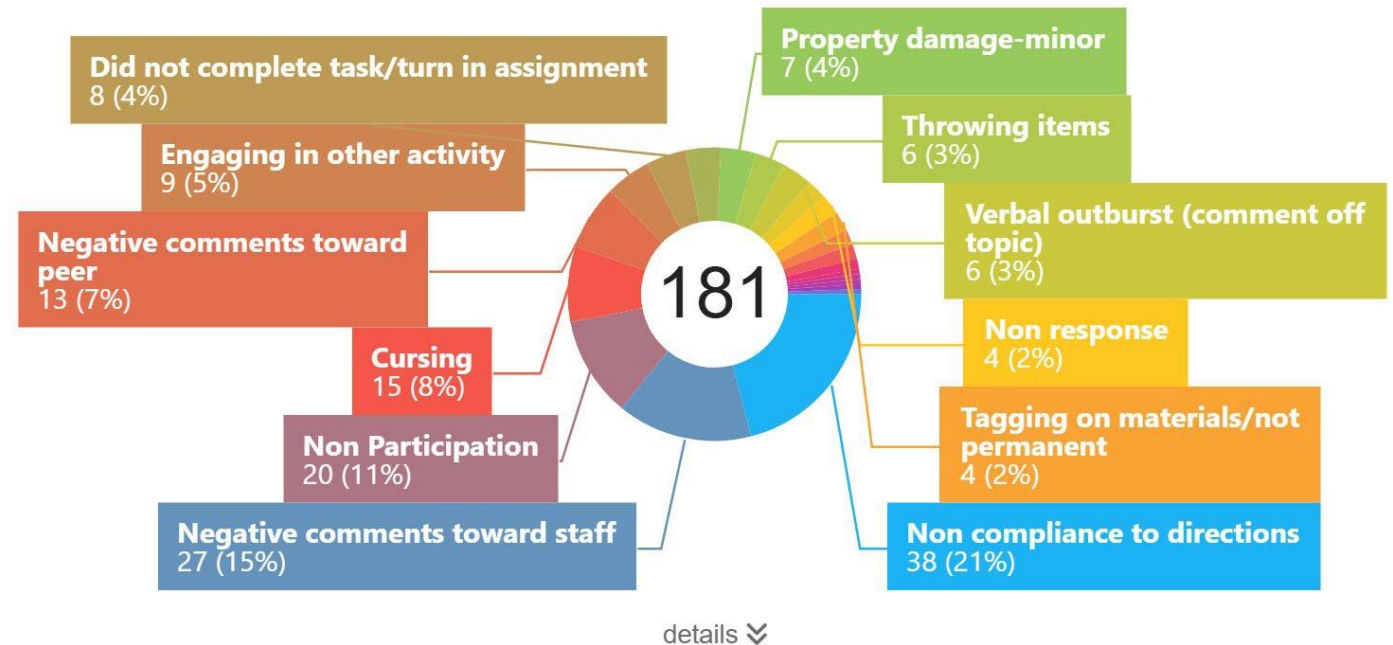 Did not complete task/turn in assignment
8 (4%)
Engaging in other activity
9 (5%)
Negative comments toward
peer
13 (7%)
Cursing
15 (8%)
Non Participation
20 (11%)
Negative comments toward staff
27 (15%)
181
Property damage-minor
7 (4%)
Throwing items
6 (3%)
Verbal outburst (comment off
topic)
6 (3%)
Non response
4 (2%)
Tagging on materials/not
permanent
4 (2%)
Non compliance to directions
38 (21%)
details